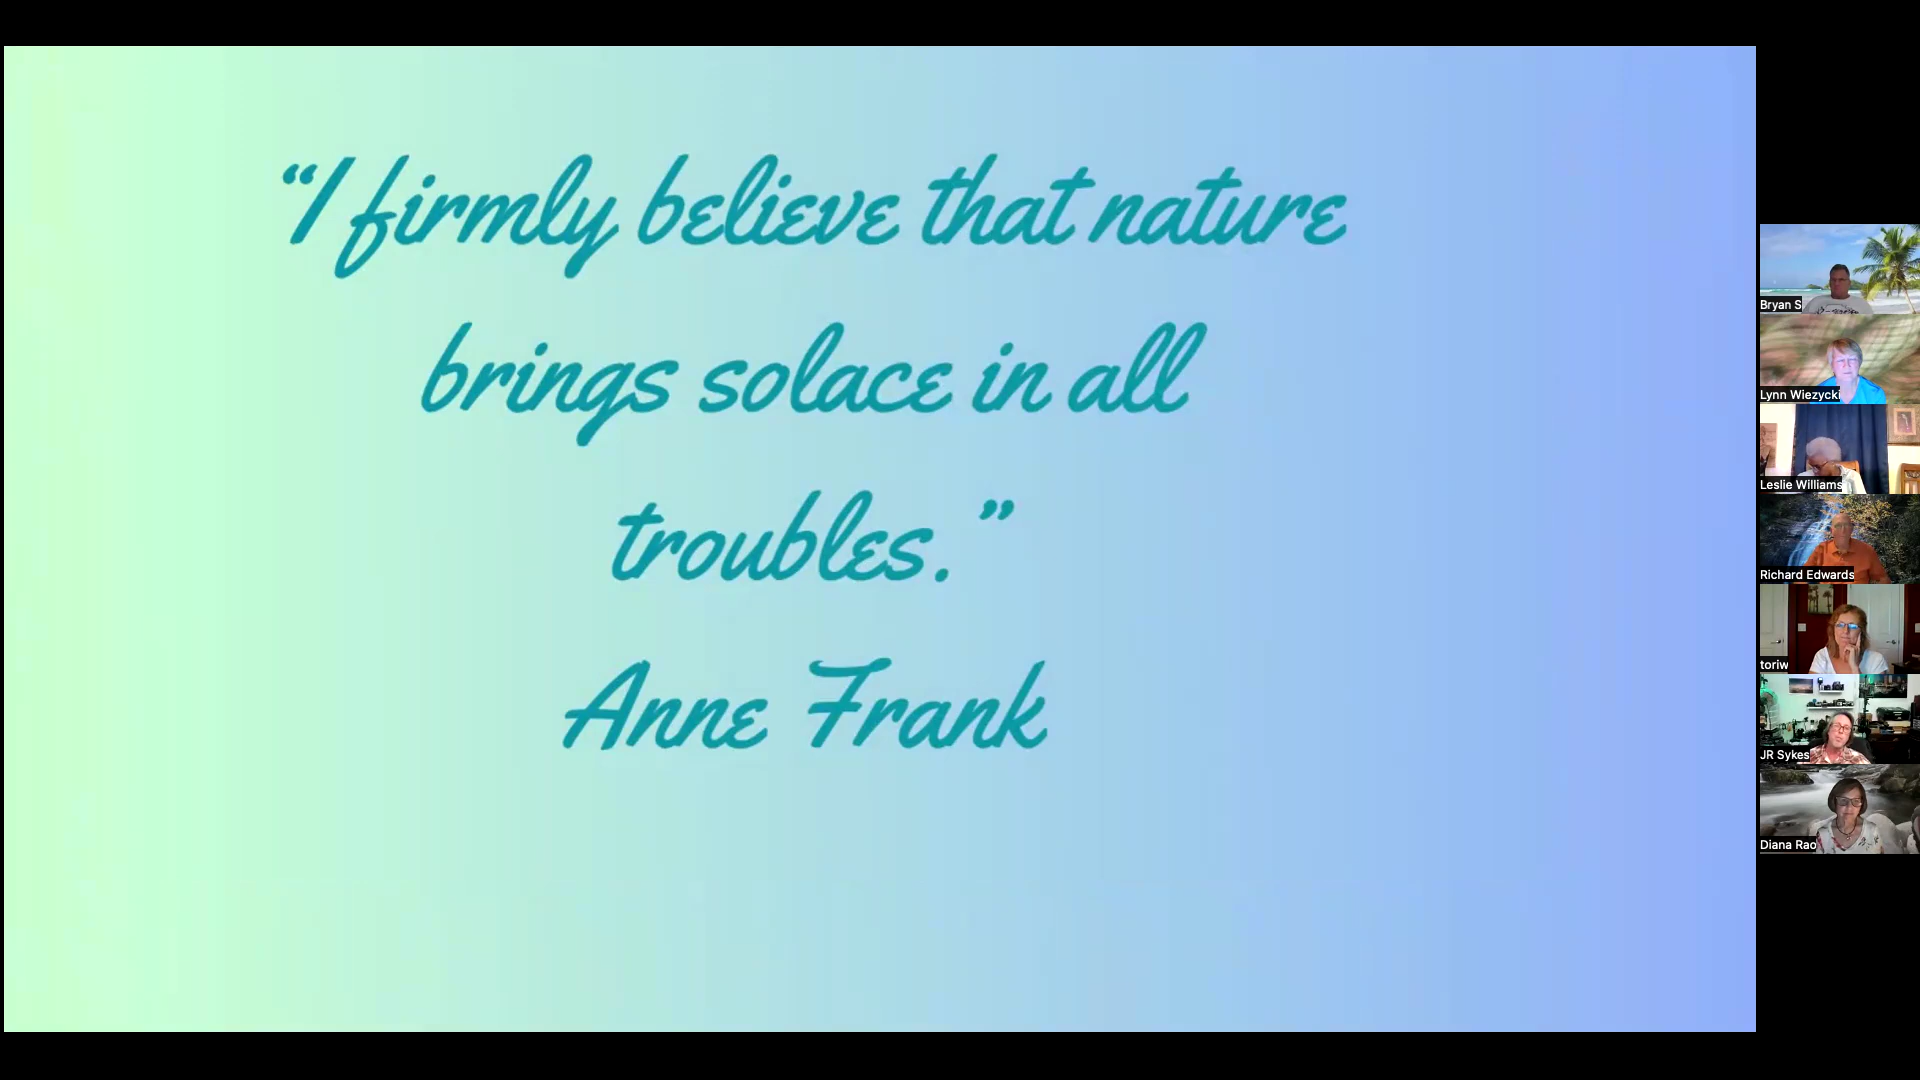 “I firmly believe that nature
brings solace in all
troubles.”
Anne Frank
Bryan S
Lynn Wiezycki
Leslie Williams
Richard Edwards
toriw
JR Sykes
Diana Rao